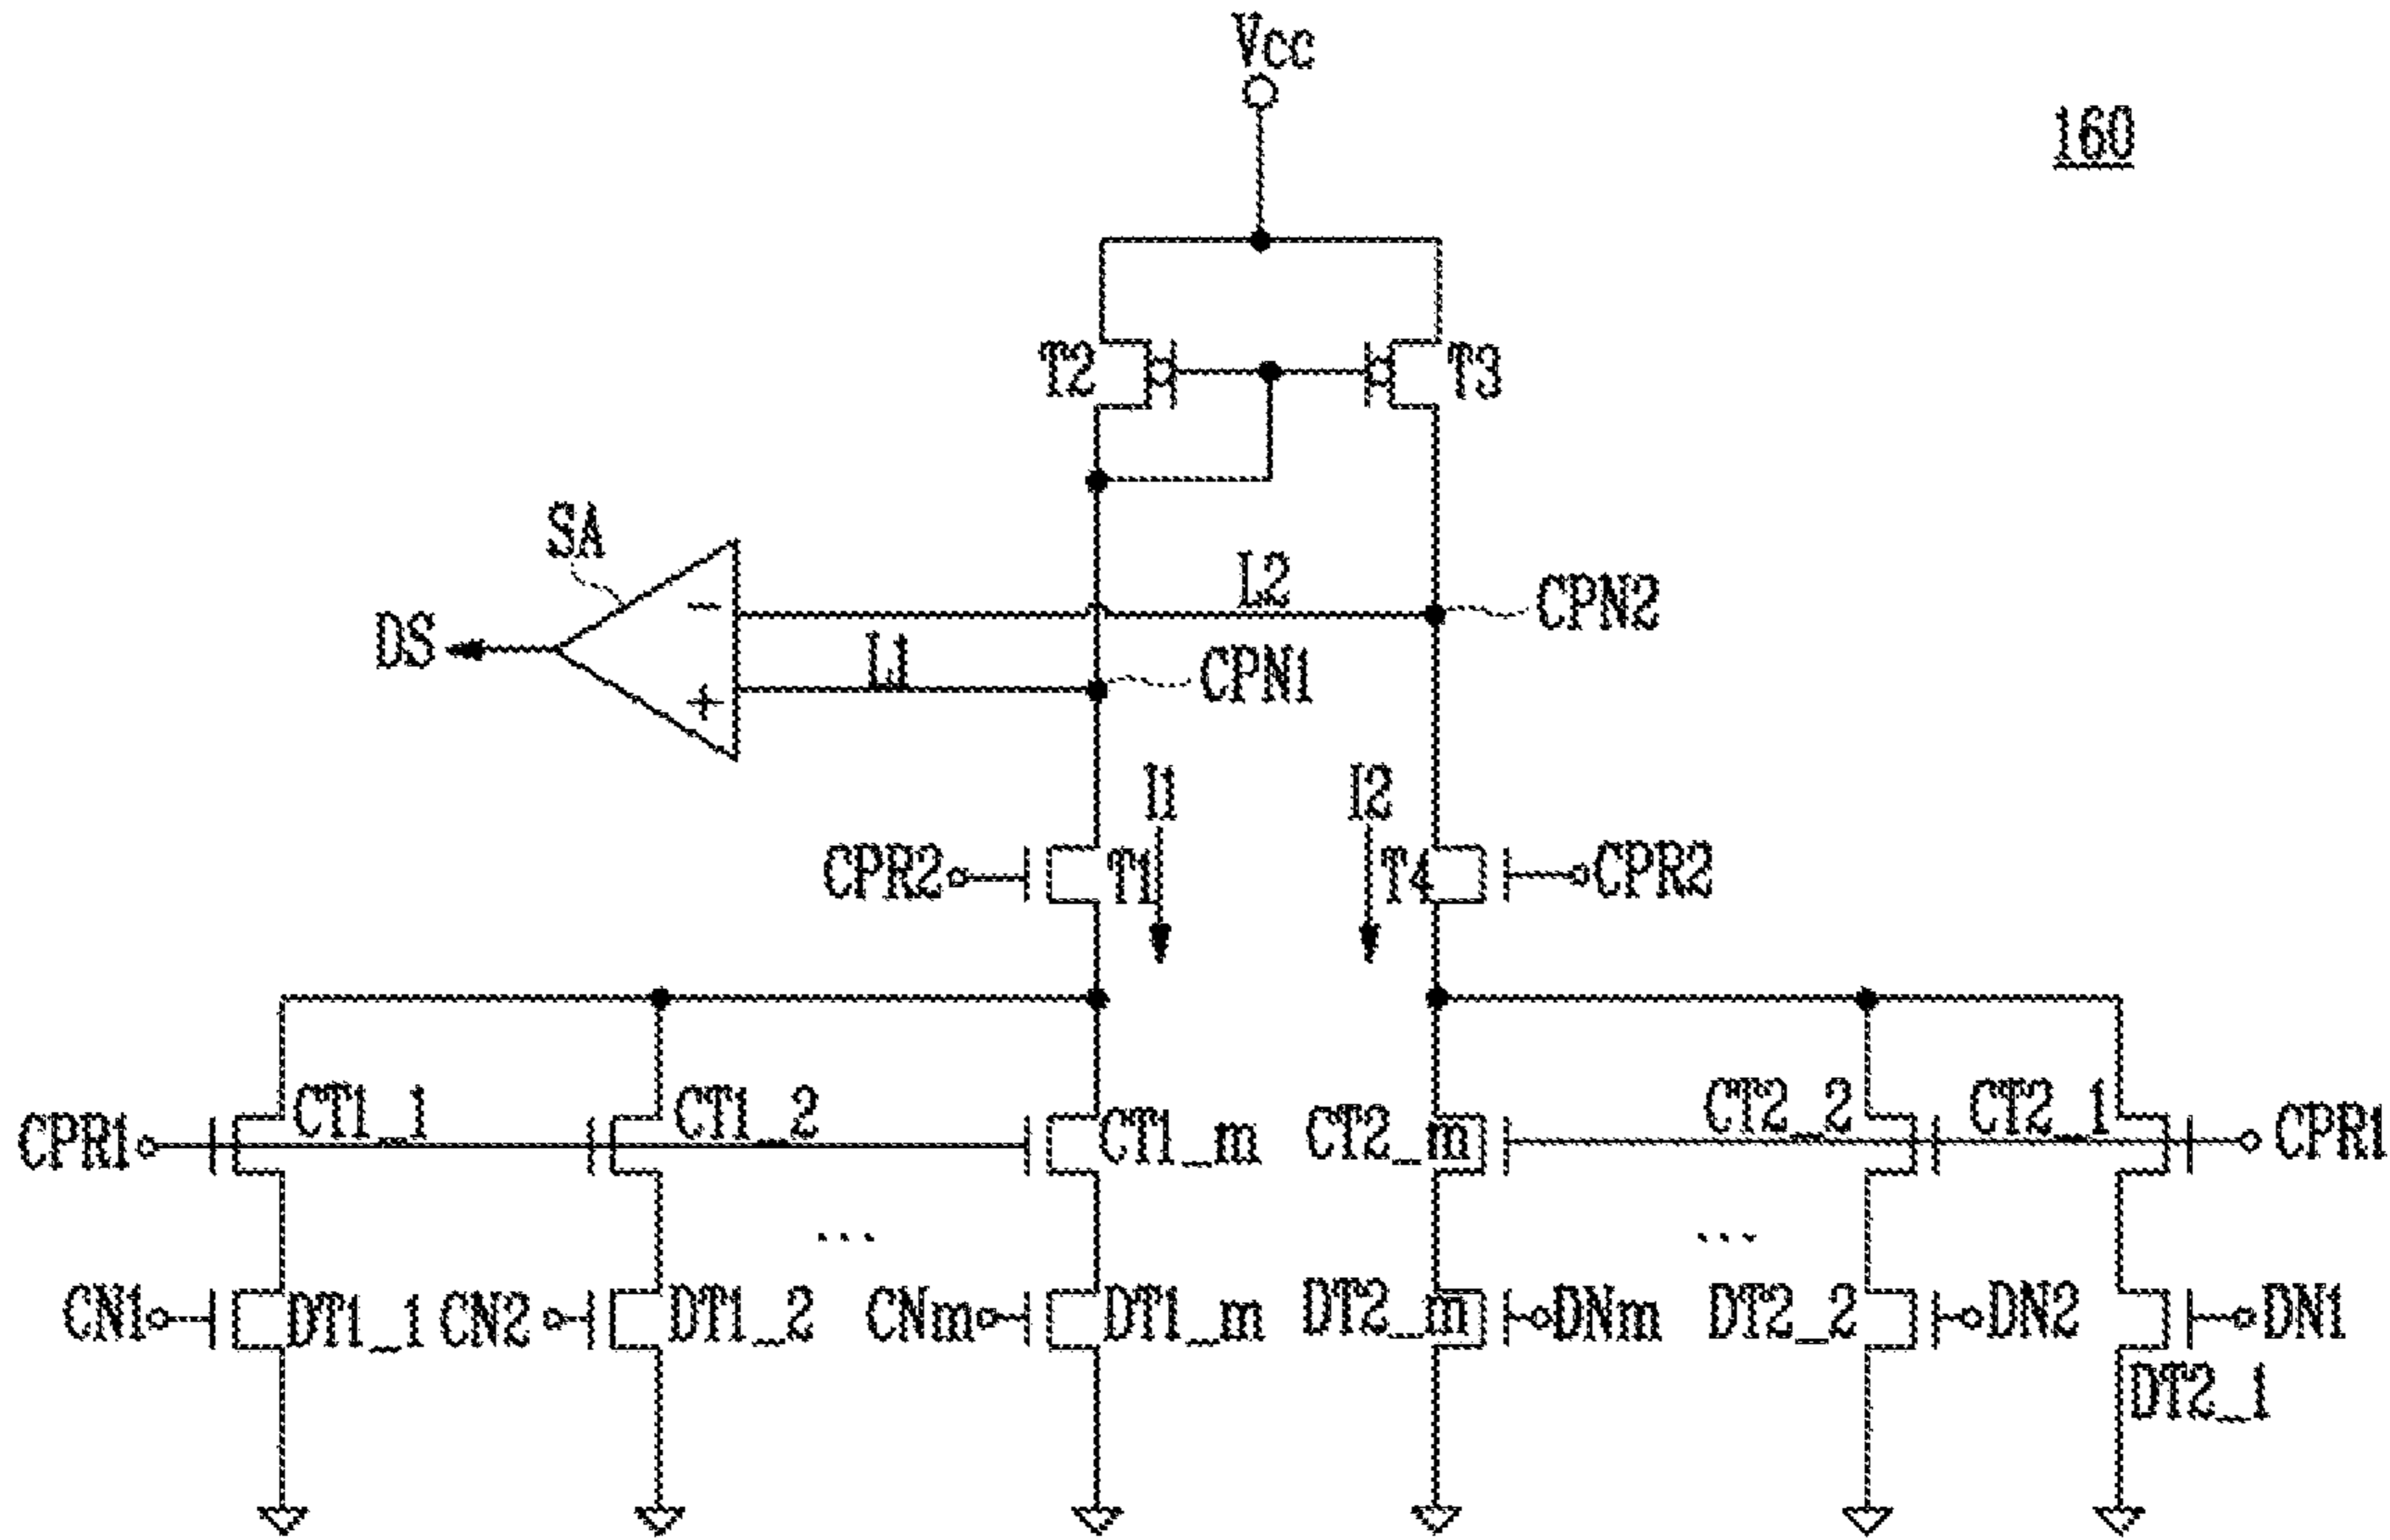 Vcc
160
T2
T3
SA
L2
CPN2
DS
-
L1
CPN1
+
I1
I2
CPR2
T1
T4
CPR2
CT1_1
CT1_2
CT1_m
CT2_m
CT2_2
CT2_1
CPR1
CPR1
...
...
CN1
DT1_1
CN2
DT1_2
CNm
DT1_m
DT2_m
DNm
DT2_2
DN2
DN1
DT2_1